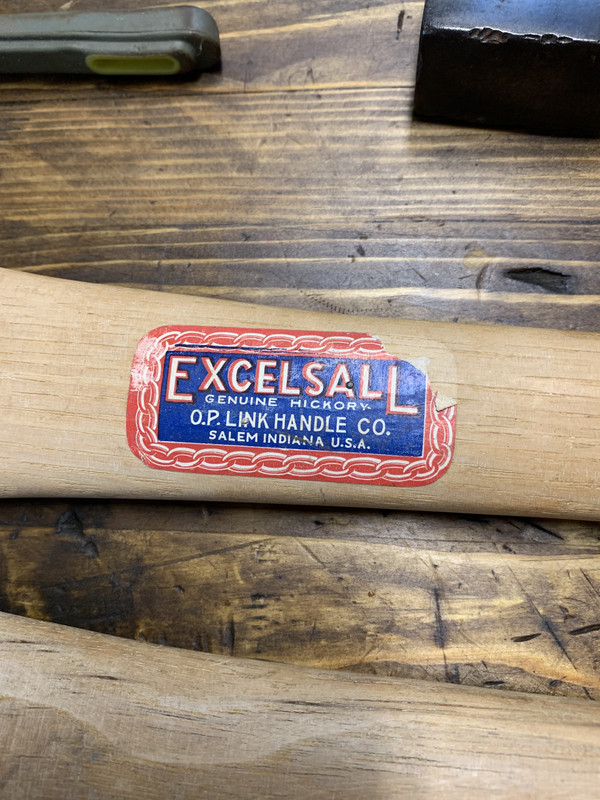 EXCELSALL
GENUINE HICKORY
O.P. LINK HANDLE CO.
SALEM INDIANA U.S.A.